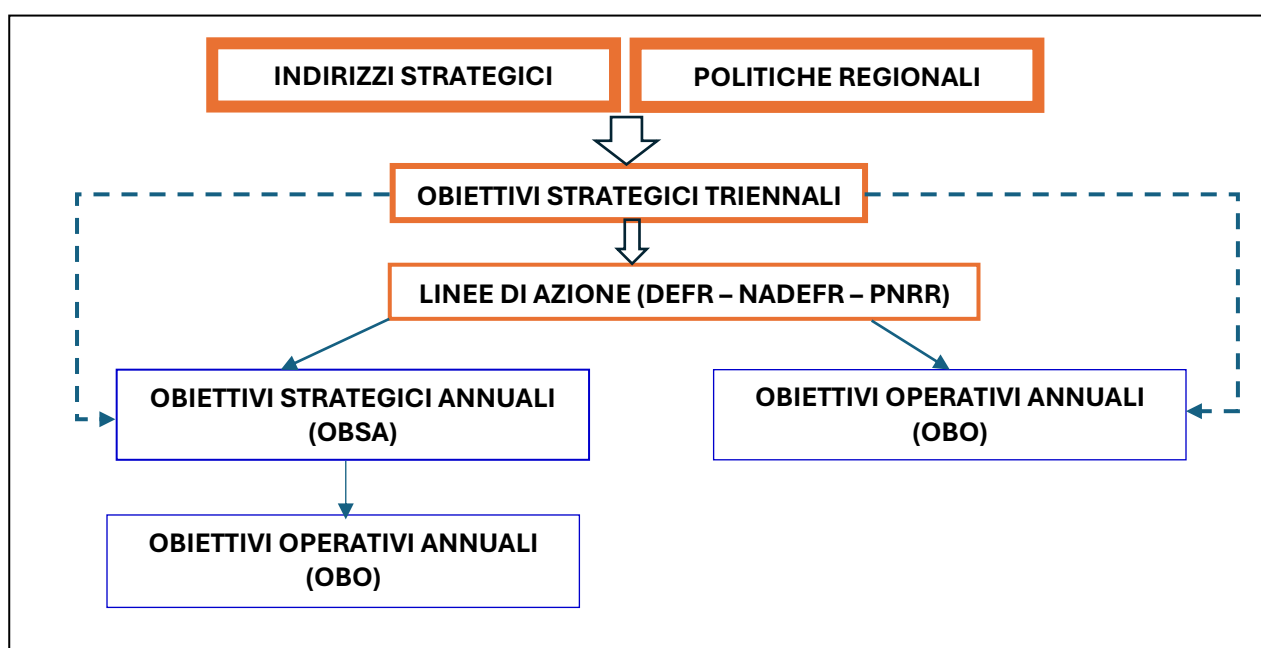 INDIRIZZI STRATEGICI
POLITICHE REGIONALI
OBIETTIVI STRATEGICI TRIENNALI
LINEE DI AZIONE (DEFR – NADEFR – PNRR)
OBIETTIVI STRATEGICI ANNUALI
(OBSA)
OBIETTIVI OPERATIVI ANNUALI
(OBO)
OBIETTIVI OPERATIVI ANNUALI
(OBO)